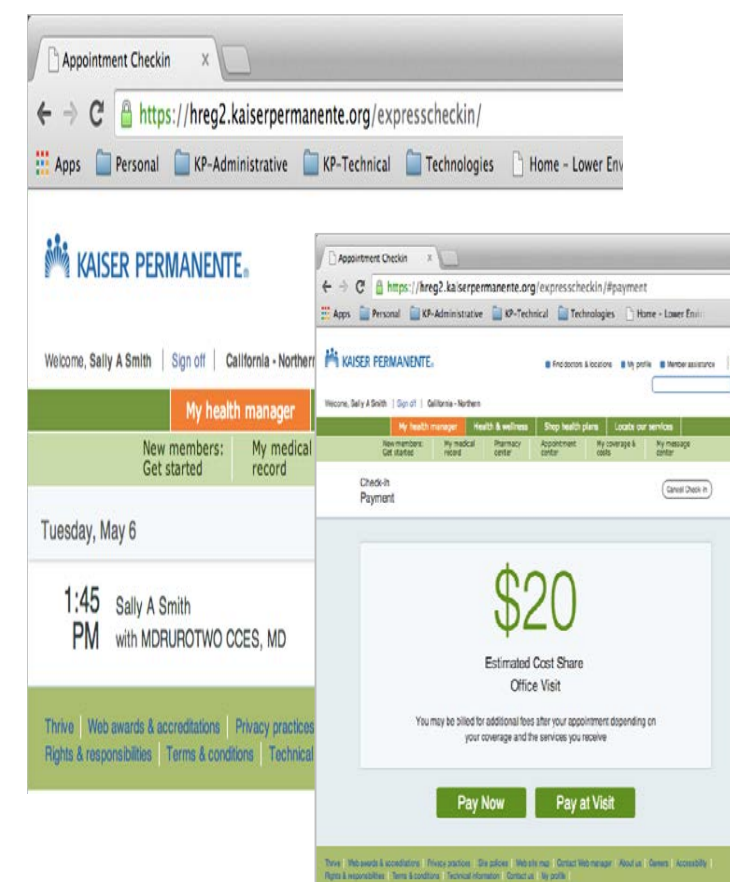 Appointment Checkin x
https://hreg2.kaiserpermanente.org/expresscheckin/
Apps Personal KP-Administrative KP-Technical Technologies Home - Lower Env
KAISER PERMANENTE®
Welcome, Sally A Smith | Sign off | California - Northern
My health manager
New members: Get started
My medical record
Tuesday, May 6
1:45 PM
Sally A Smith
with MDRUROTWO CCES, MD
Thrive | Web awards & accreditations | Privacy practices
Rights & responsibilities | Terms & conditions | Technical
Appointment Checkin x
https://hreg2.kaiserpermanente.org/expresscheckin/#payment
Apps Personal KP-Administrative KP-Technical Technologies Home - Lower Envir
KAISER PERMANENTE®
Find doctors & locations My profile Member assistance
Welcome, Sally A Smith | Sign off | California - Northern
My health manager Health & wellness Shop health plans Locate our services
New members: Get started
My medical record
Pharmacy center
Appointment center
My coverage & costs
My message center
Check-in
Payment
Cancel Check in
$20
Estimated Cost Share
Office Visit
You may be billed for additional fees after your appointment depending on
your coverage and the services you receive
Pay Now Pay at Visit
Thrive | Web awards & accreditations | Privacy practices | Site policies | Web site map | Contact Web manager | About us | Careers | Accessibility |
Rights & responsibilities | Terms & conditions | Technical information | Contact us | My profile |